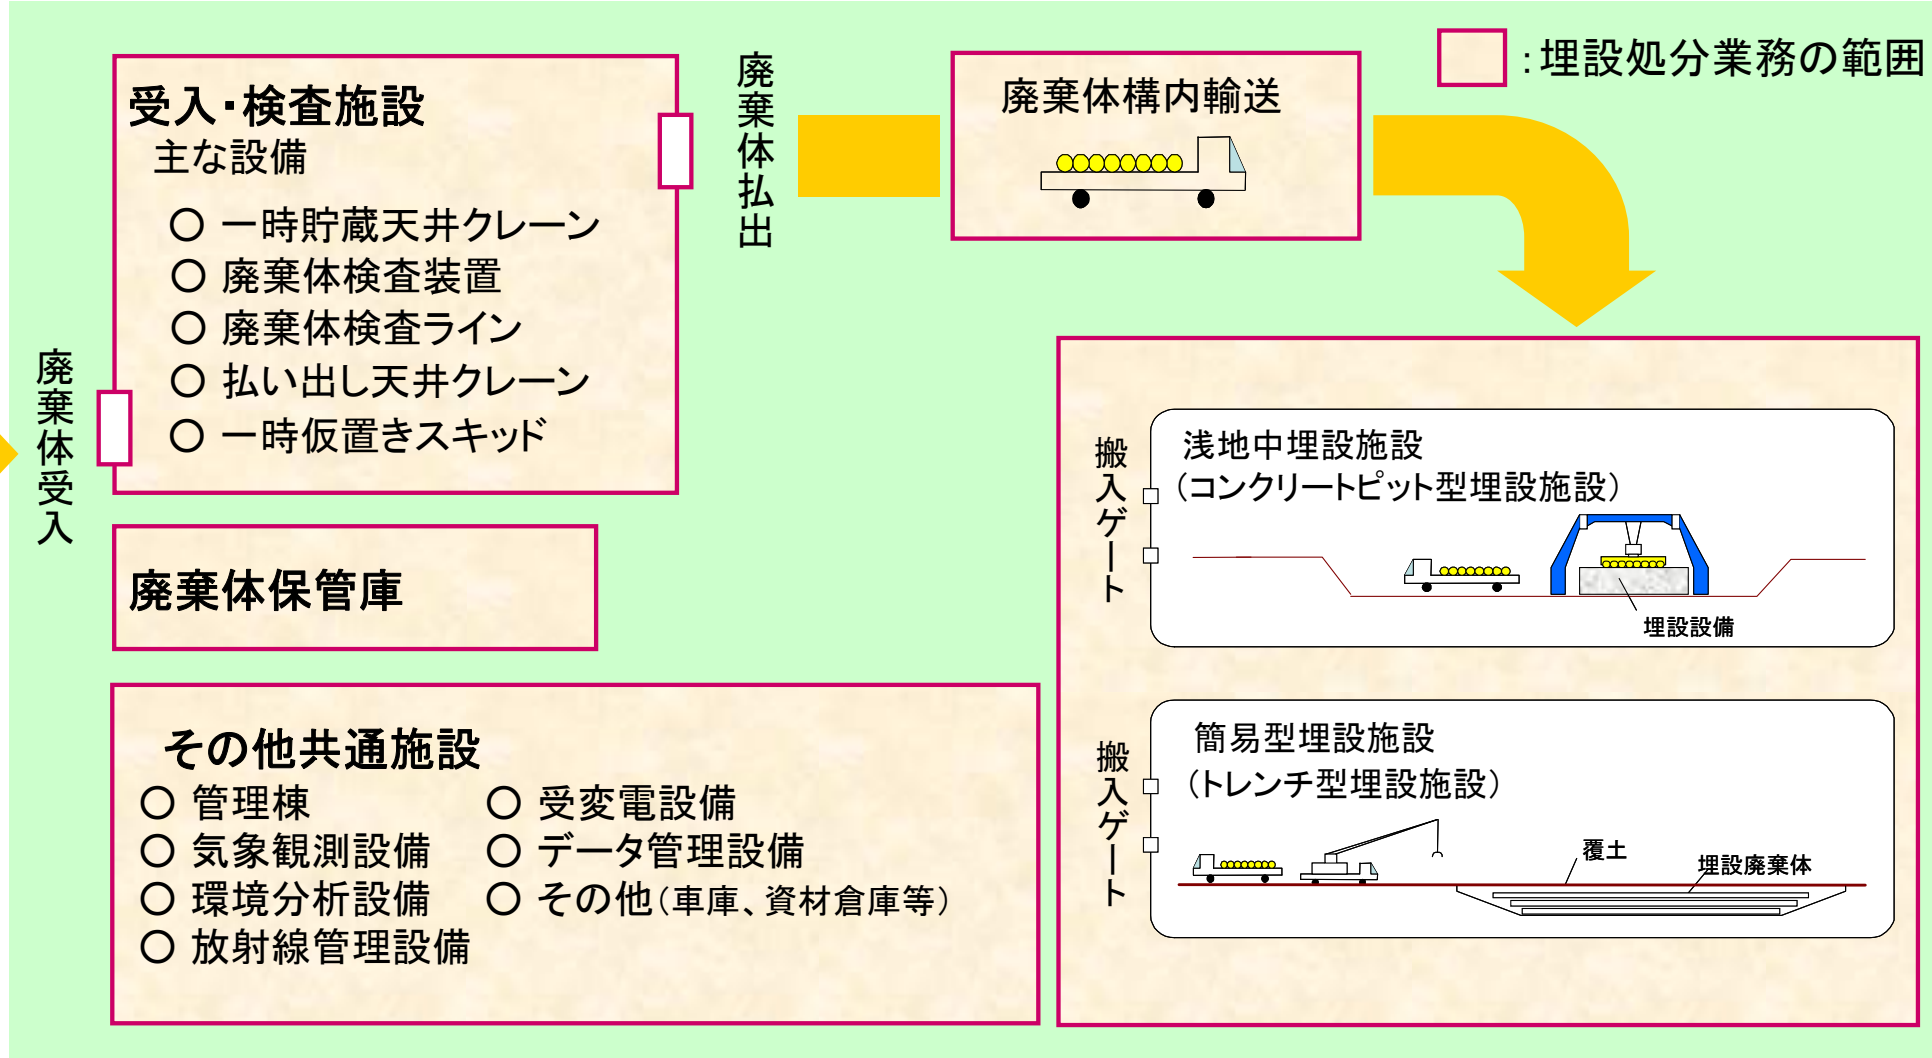 :埋設処分業務の範囲
廃棄体受入
受入・検査施設
主な設備
○ 一時貯蔵天井クレーン
○ 廃棄体検査装置
○ 廃棄体検査ライン
○ 払い出し天井クレーン
○ 一時仮置きスキッド
廃棄体払出
廃棄体構内輸送
廃棄体保管庫
その他共通施設
○ 管理棟
○ 気象観測設備
○ 環境分析設備
○ 放射線管理設備
○ 受変電設備
○ データ管理設備
○ その他（車庫、資材倉庫等）
搬入ゲート
浅地中埋設施設
（コンクリートピット型埋設施設）
埋設設備
搬入ゲート
簡易型埋設施設
（トレンチ型埋設施設）
覆土
埋設廃棄体